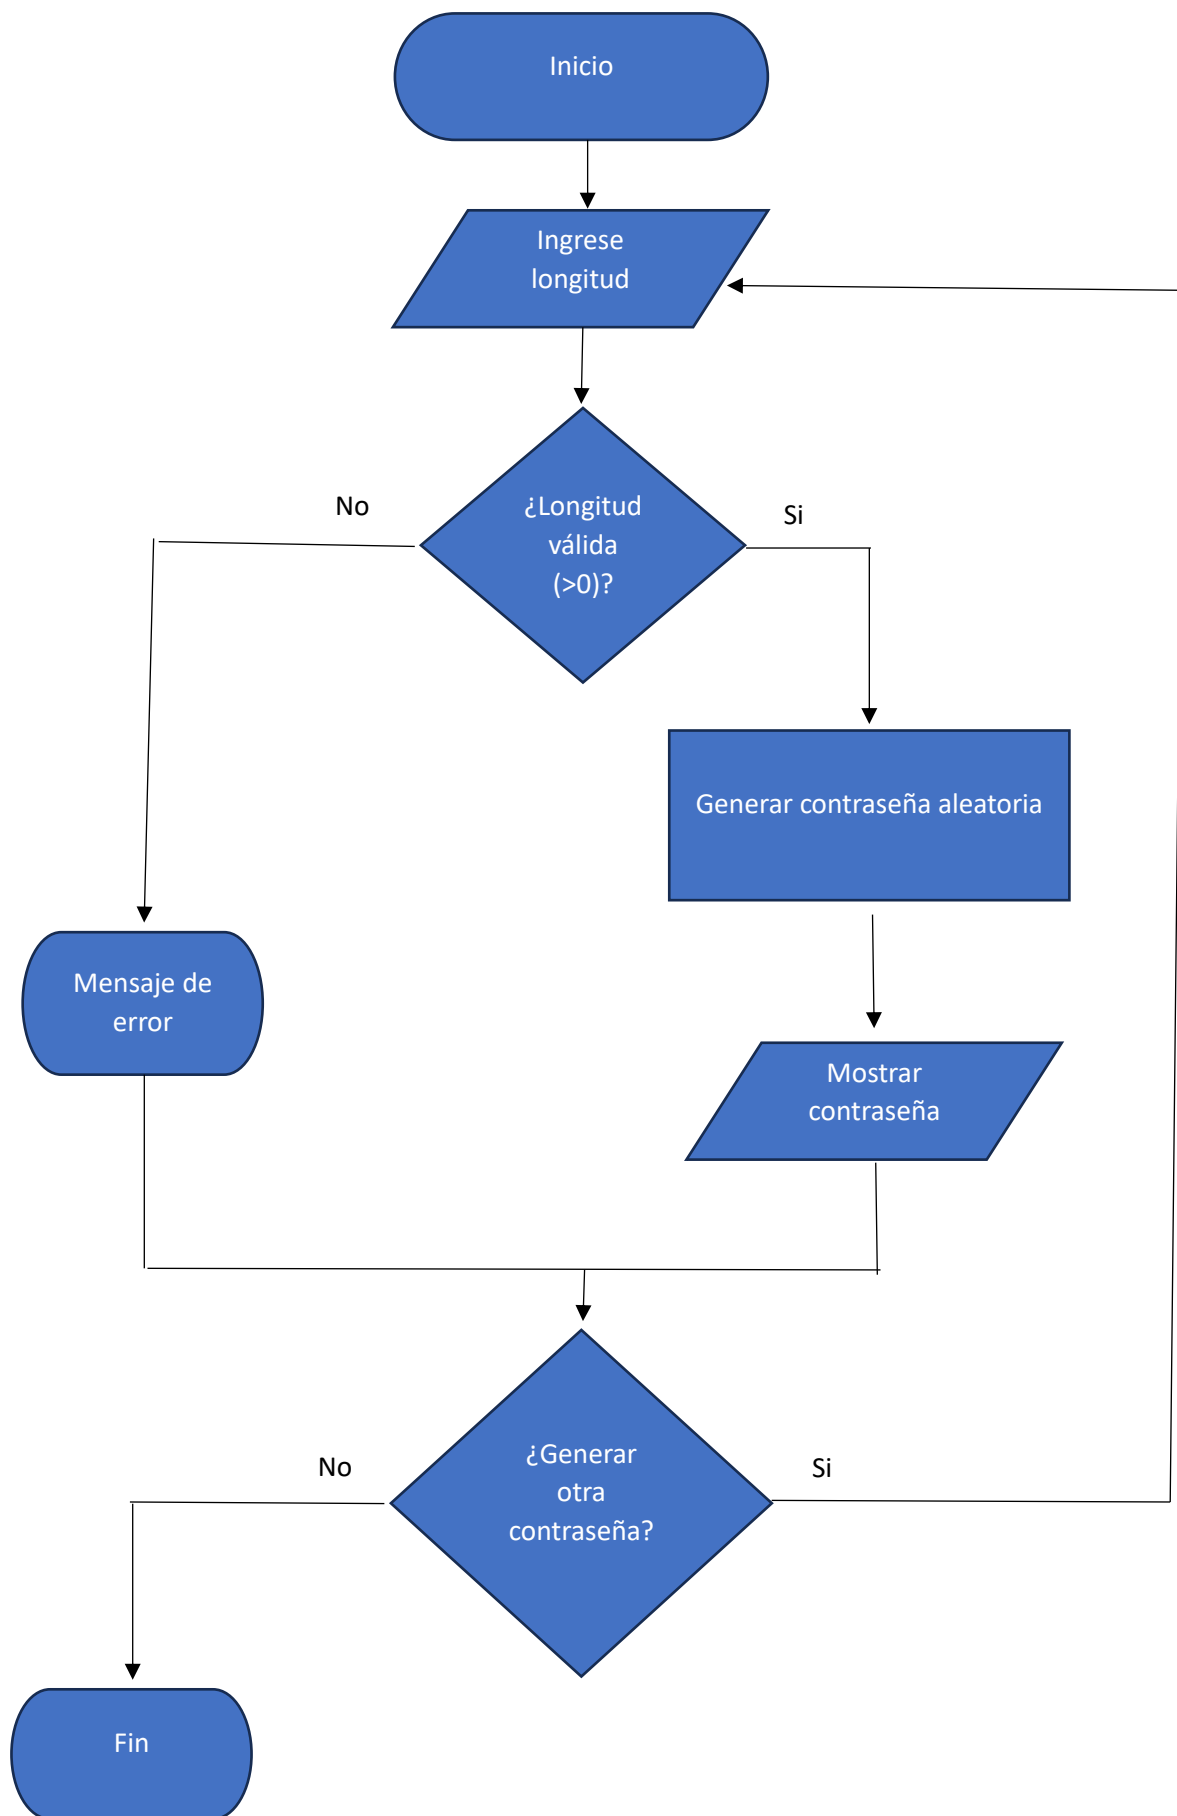 Inicio
Ingrese
longitud
No
¿Longitud
válida
(>0)?
Si
Generar contraseña aleatoria
Mensaje de
error
Mostrar
contraseña
No
¿Generar
otra
contraseña?
Si
Fin